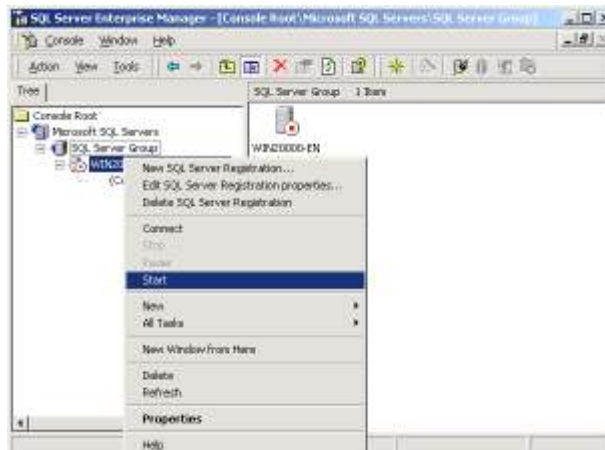 SQL Server Enterprise Manager - [Console Root\Microsoft SQL Servers\SQL Server Group]
Console Window Help
Action View Tools
Tree
SQL Server Group 1 Item
Console Root
Microsoft SQL Servers
SQL Server Group
WIN20
(Co
WIN20000-EN
New SQL Server Registration...
Edit SQL Server Registration properties...
Delete SQL Server Registration
Connect
Stop
Pause
Start
New
All Tasks
New Window from Here
Delete
Refresh
Properties
Help